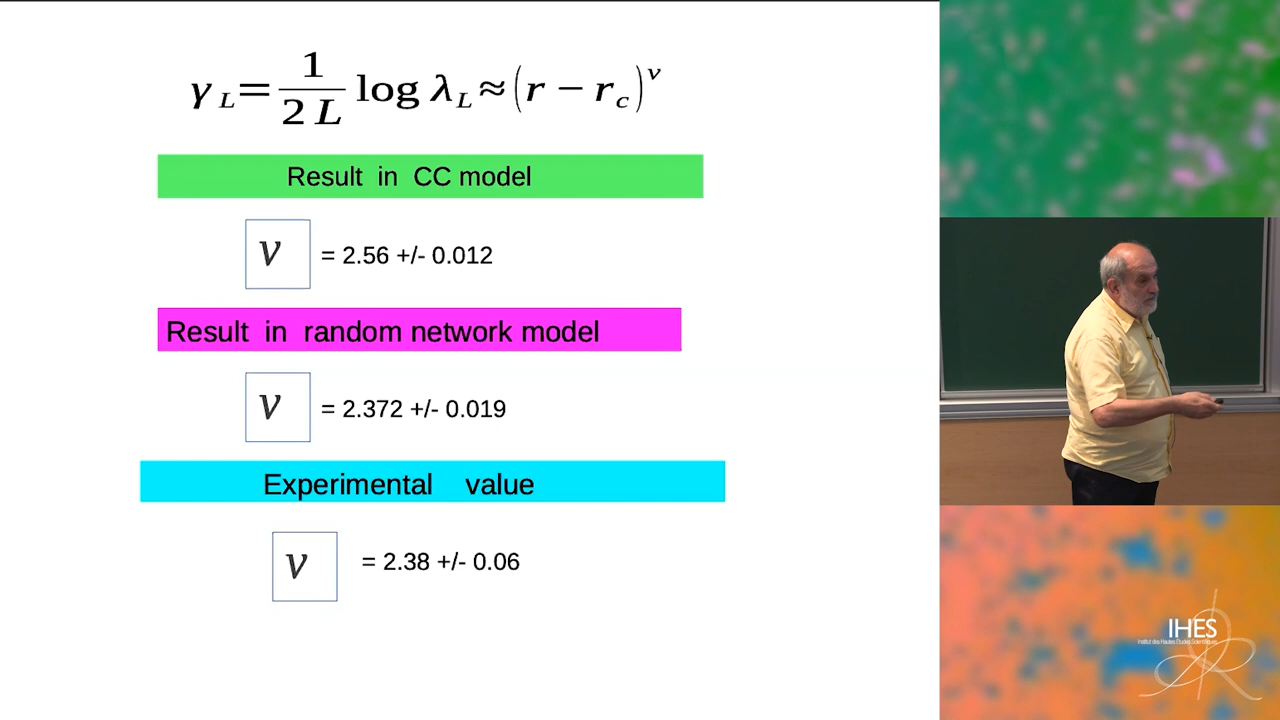 γ_L = 1/(2 L) log λ_L ≈ (r − r_c)^ν
Result in CC model
ν = 2.56 +/- 0.012
Result in random network model
ν = 2.372 +/- 0.019
Experimental value
ν = 2.38 +/- 0.06
IHES
Institut des Hautes Études Scientifiques